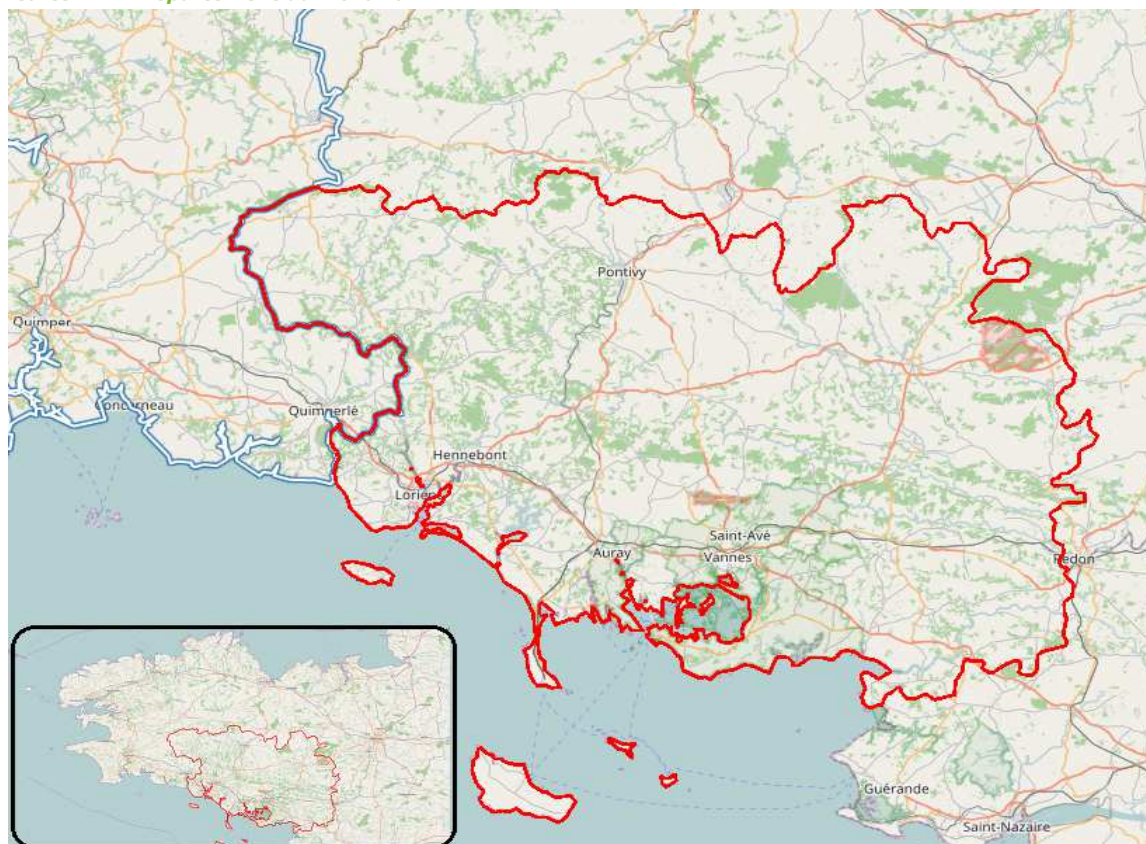 Pontivy
Quimper
Concarneau
Quimperlé
Hennebont
Lorient
Saint-Avé
Auray
Vannes
Redon
Guérande
Saint-Nazaire